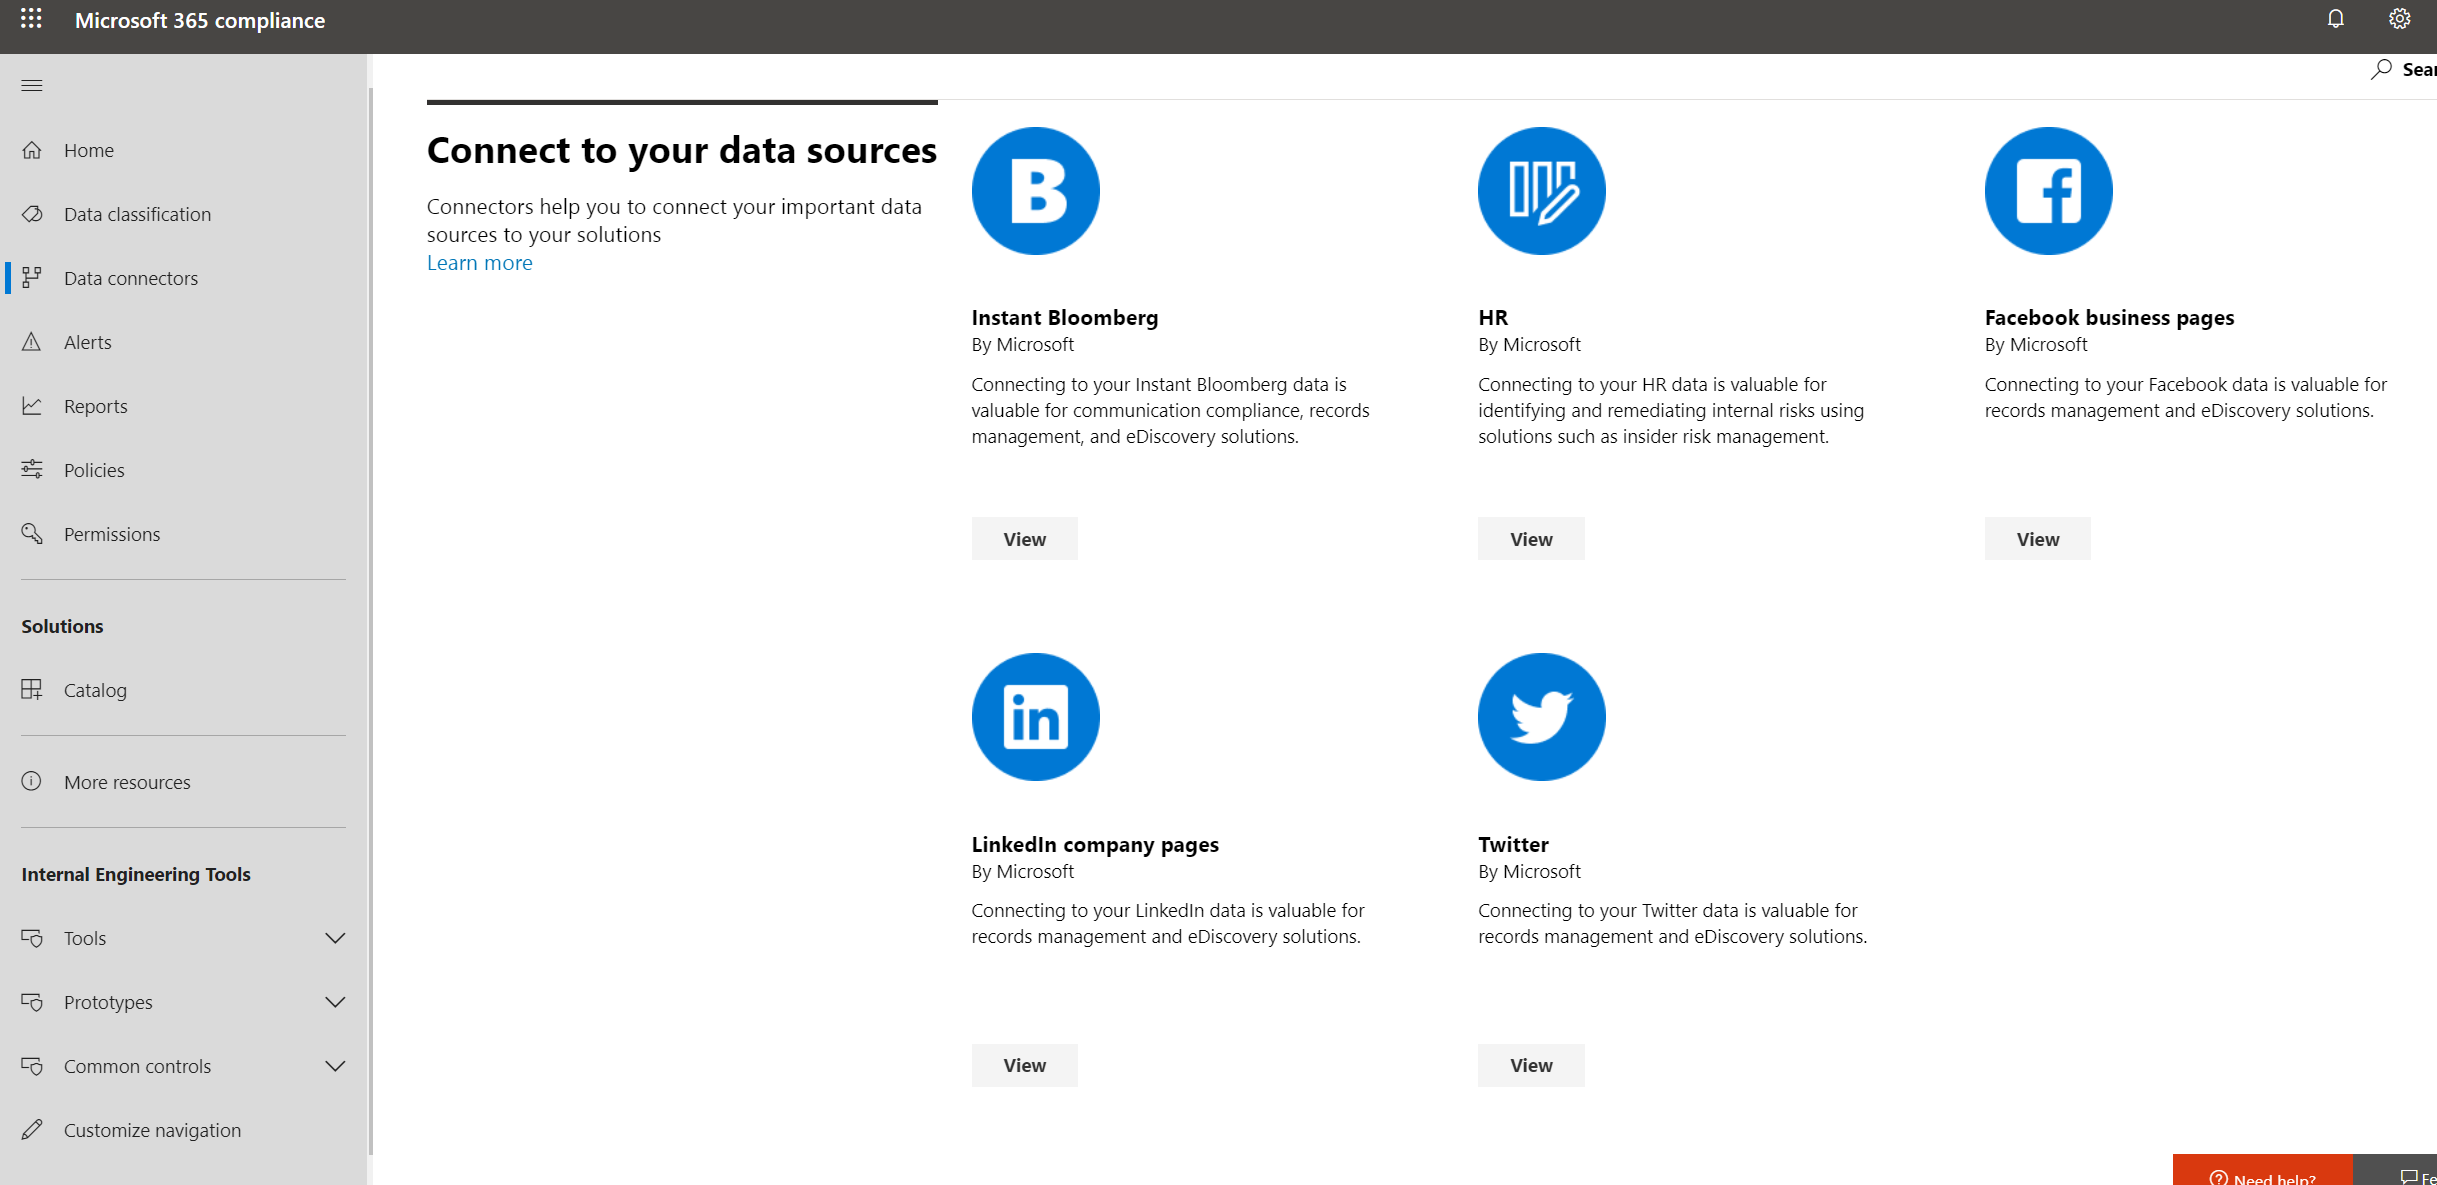 Microsoft 365 compliance
Home
Data classification
Data connectors
Alerts
Reports
Policies
Permissions
Solutions
Catalog
More resources
Internal Engineering Tools
Tools
Prototypes
Common controls
Customize navigation
Connect to your data sources
Connectors help you to connect your important data
sources to your solutions
Learn more
Instant Bloomberg
By Microsoft
Connecting to your Instant Bloomberg data is
valuable for communication compliance, records
management, and eDiscovery solutions.
View
HR
By Microsoft
Connecting to your HR data is valuable for
identifying and remediating internal risks using
solutions such as insider risk management.
View
Facebook business pages
By Microsoft
Connecting to your Facebook data is valuable for
records management and eDiscovery solutions.
View
LinkedIn company pages
By Microsoft
Connecting to your LinkedIn data is valuable for
records management and eDiscovery solutions.
View
Twitter
By Microsoft
Connecting to your Twitter data is valuable for
records management and eDiscovery solutions.
View
Need help?